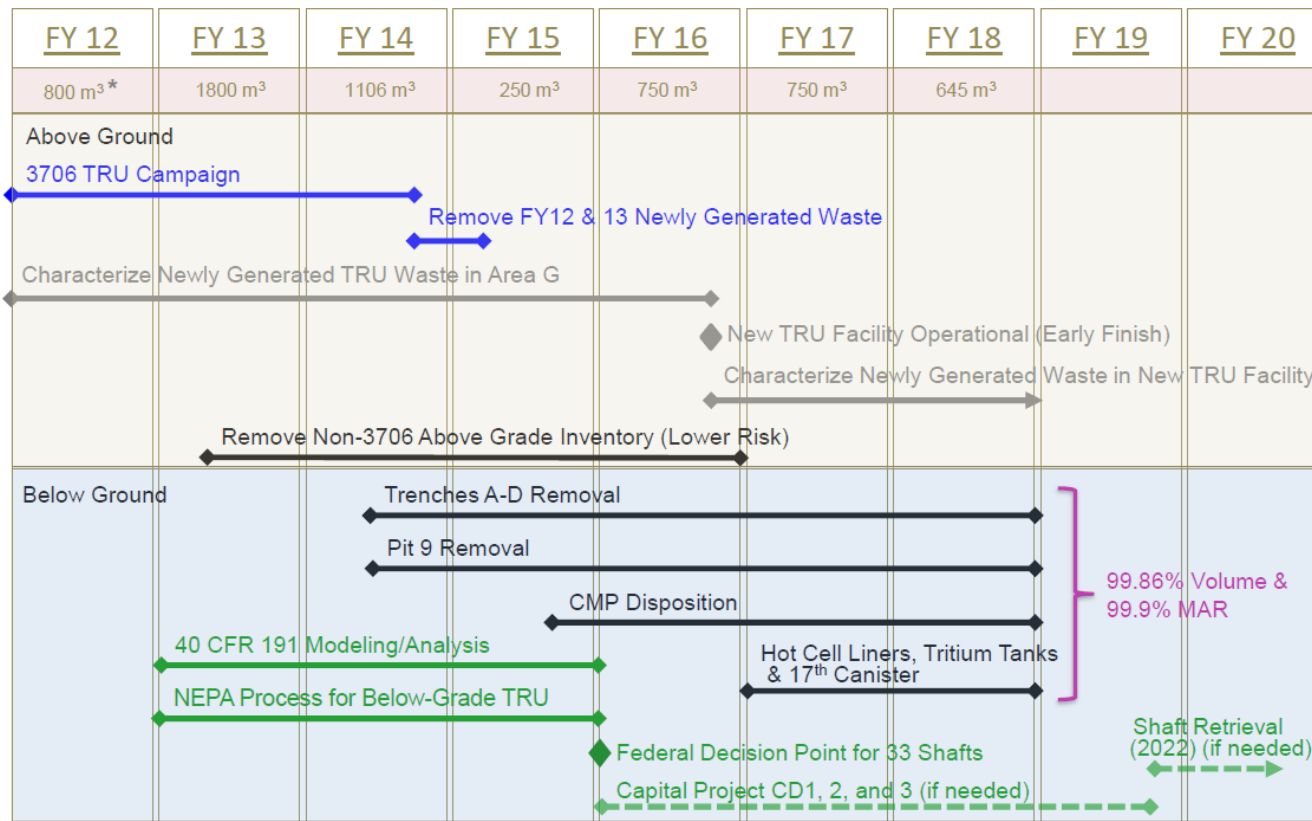 FY 12 FY 13 FY 14 FY 15 FY 16 FY 17 FY 18 FY 19 FY 20
800 m³* 1800 m³ 1106 m³ 250 m³ 750 m³ 750 m³ 645 m³
Above Ground
3706 TRU Campaign
Remove FY12 & 13 Newly Generated Waste
Characterize Newly Generated TRU Waste in Area G
New TRU Facility Operational (Early Finish)
Characterize Newly Generated Waste in New TRU Facility
Remove Non-3706 Above Grade Inventory (Lower Risk)
Below Ground
Trenches A-D Removal
Pit 9 Removal
99.86% Volume &
99.9% MAR
CMP Disposition
40 CFR 191 Modeling/Analysis
Hot Cell Liners, Tritium Tanks
& 17th Canister
NEPA Process for Below-Grade TRU
Shaft Retrieval
(2022) (if needed)
Federal Decision Point for 33 Shafts
Capital Project CD1, 2, and 3 (if needed)